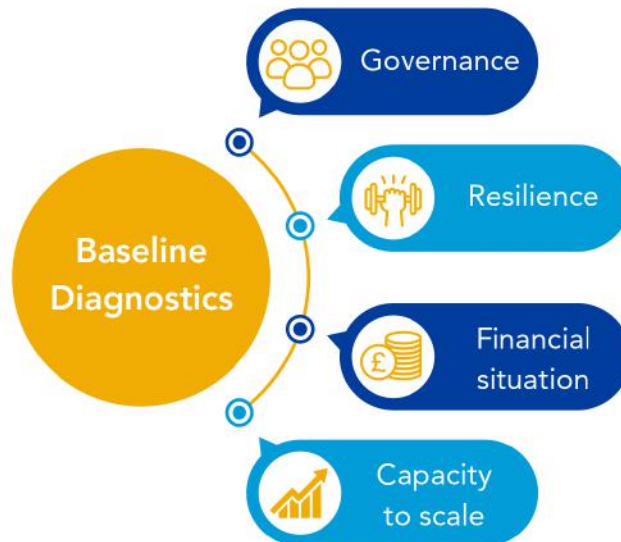 Governance
Resilience
Baseline
Diagnostics
Financial
situation
£
Capacity
to scale